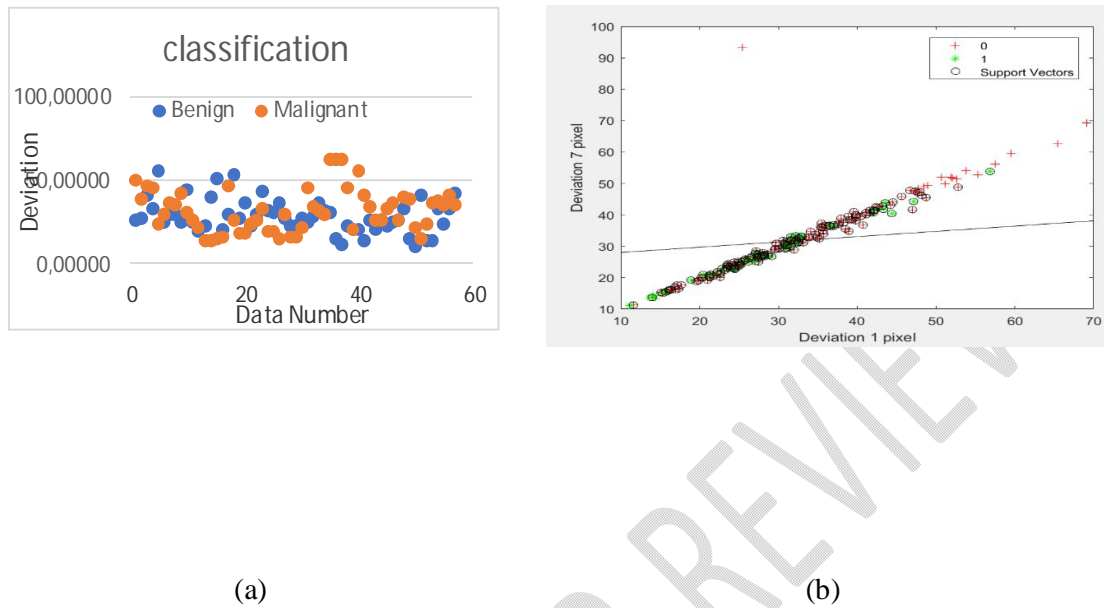 classification
100,00000
Benign Malignant
Deviation
0,00000
0 20 40 60
Data Number
100
90
80
70
60
50
40
30
20
10
Deviation 7 pixel
0
1
Support Vectors
10 20 30 40 50 60 70
Deviation 1 pixel
REVIEW
(a) (b)